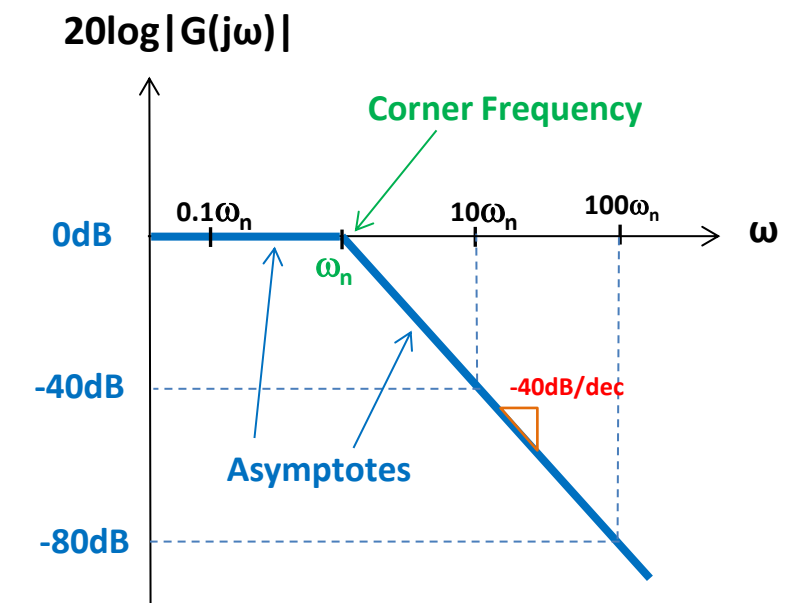 20log|G(jω)|
Corner Frequency
0.1ωn
10ωn
100ωn
0dB
ω
ωn
-40dB
-40dB/dec
Asymptotes
-80dB